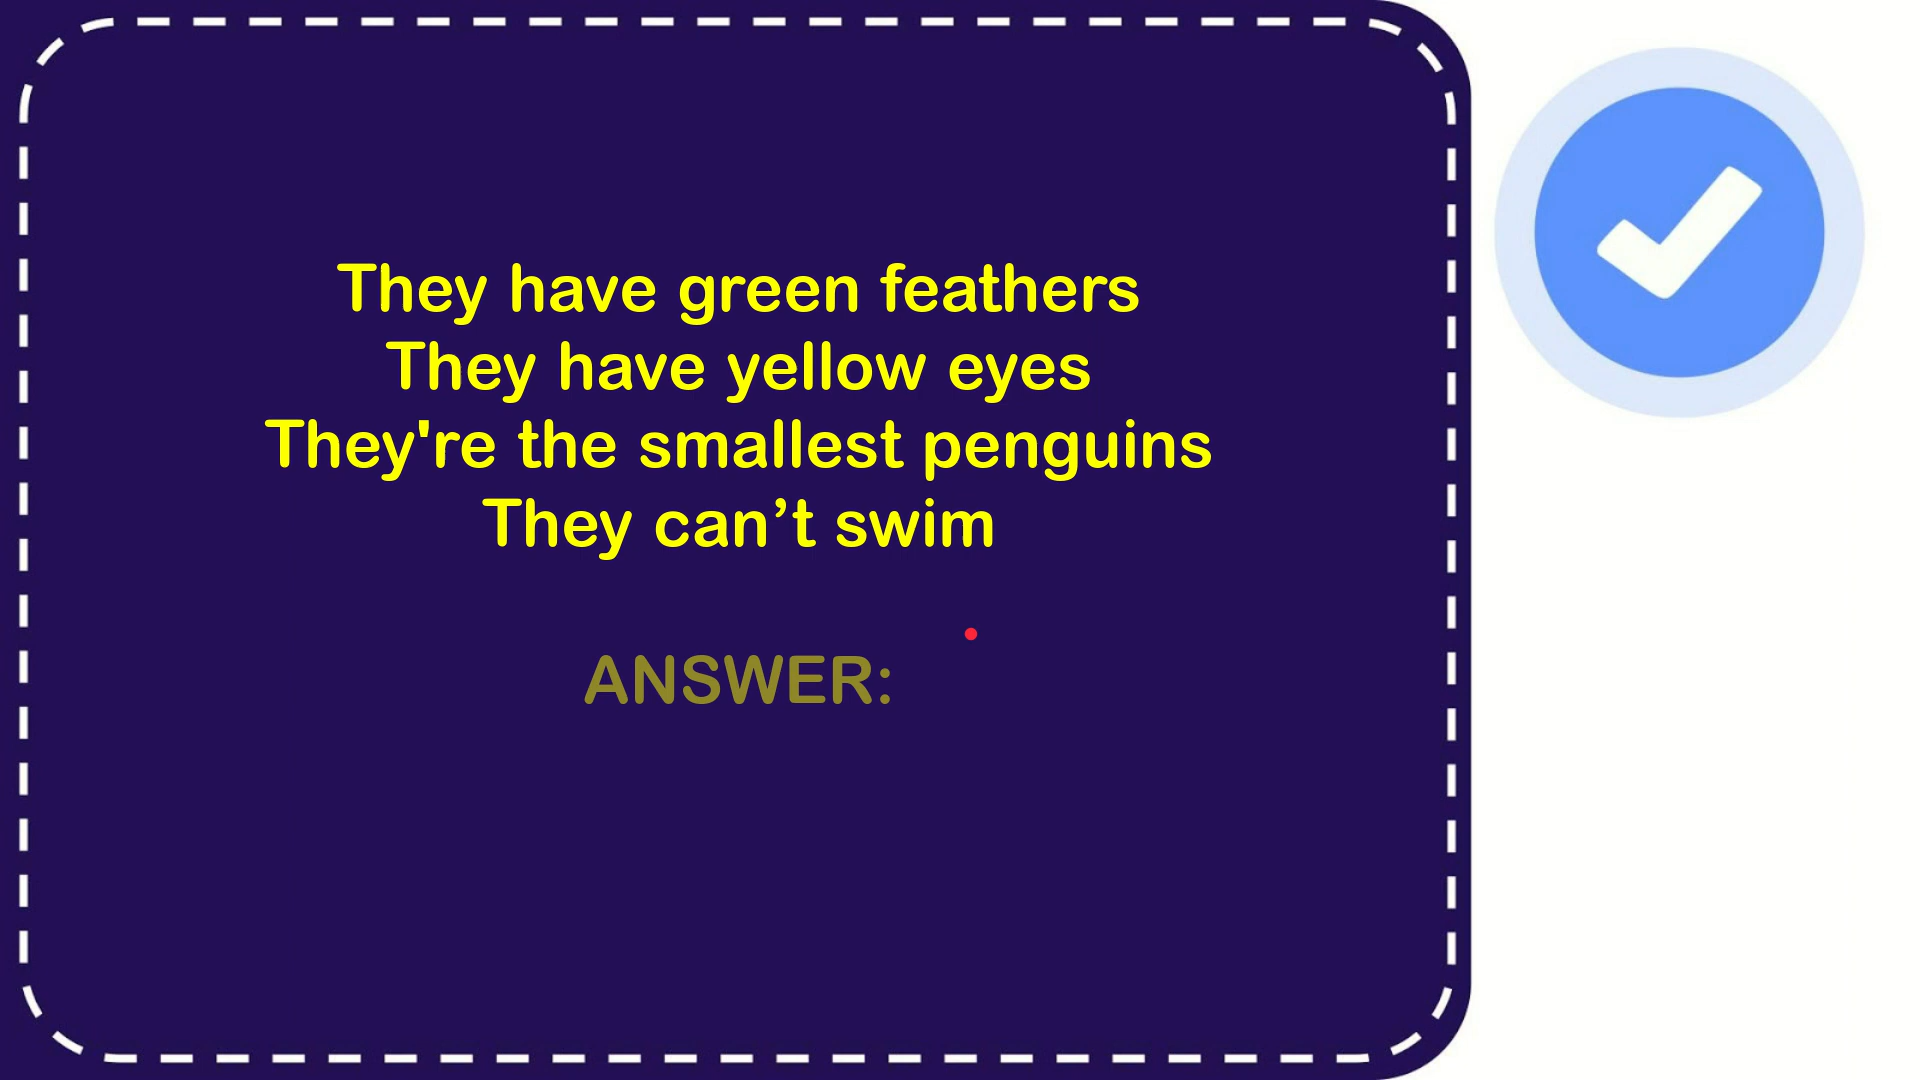 They have green feathers
They have yellow eyes
They're the smallest penguins
They can’t swim
ANSWER: